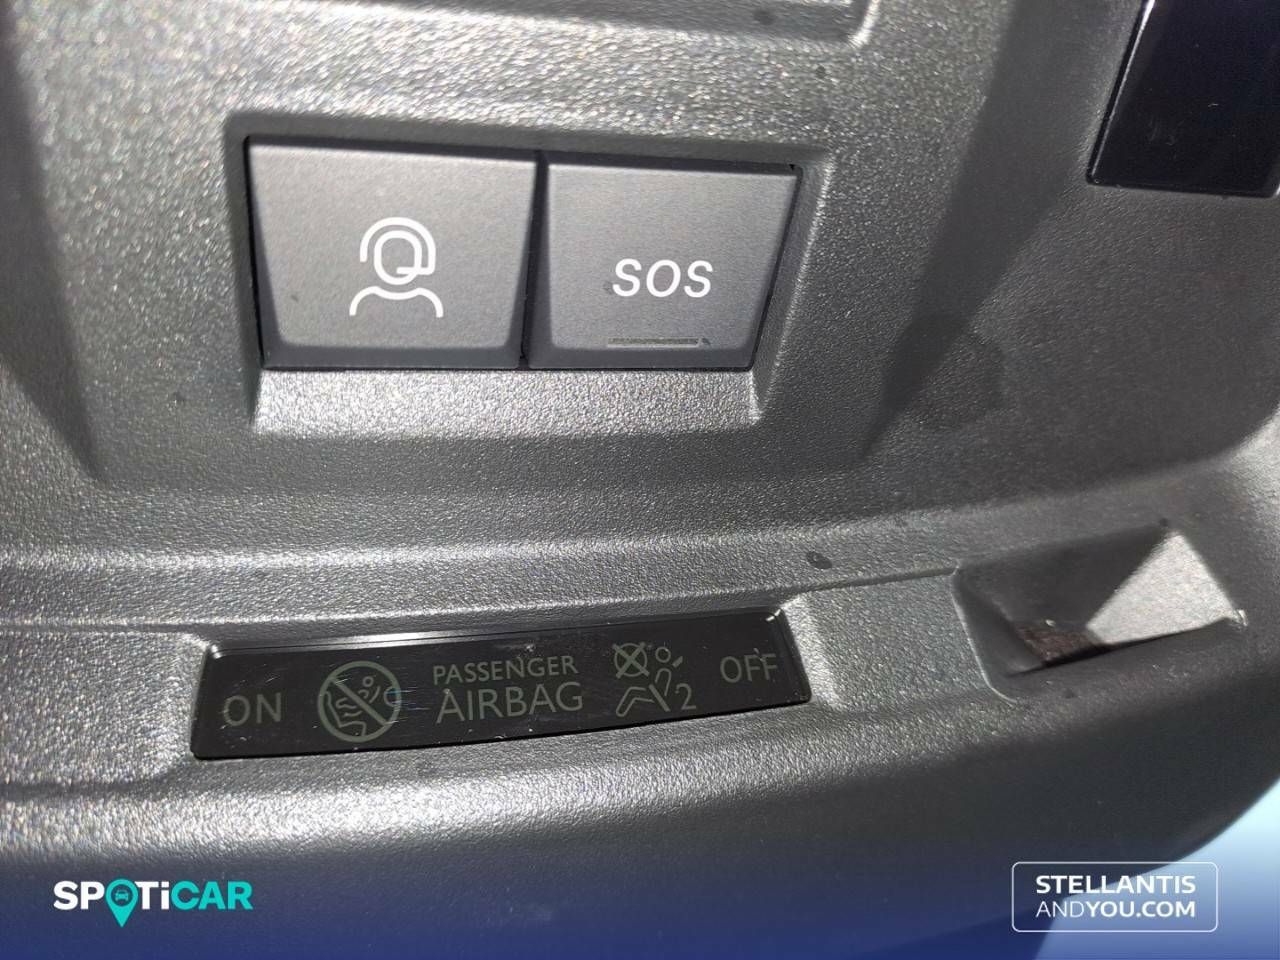 SOS
ON
PASSENGER
AIRBAG
2
OFF
SPOTiCAR
STELLANTIS
ANDYOU.COM